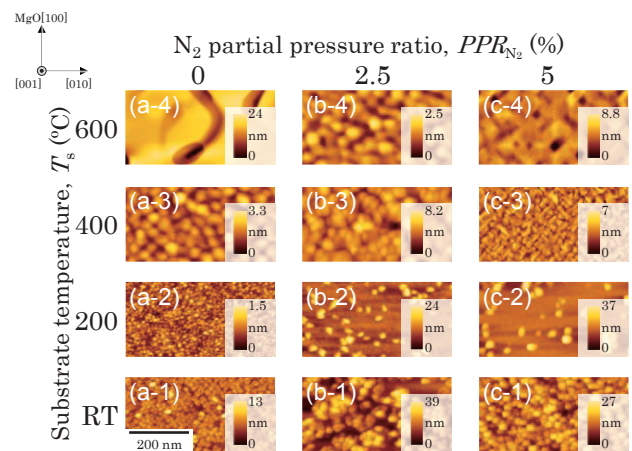 MgO[100]
[001] [010]
N₂ partial pressure ratio, PPR_N₂ (%)
0 2.5 5
Substrate temperature, Tₛ (°C)
600
(a-4) 24 nm 0
(b-4) 2.5 nm 0
(c-4) 8.8 nm 0
400
(a-3) 3.3 nm 0
(b-3) 8.2 nm 0
(c-3) 7 nm 0
200
(a-2) 1.5 nm 0
(b-2) 24 nm 0
(c-2) 37 nm 0
RT
(a-1) 13 nm 0
(b-1) 39 nm 0
(c-1) 27 nm 0
200 nm